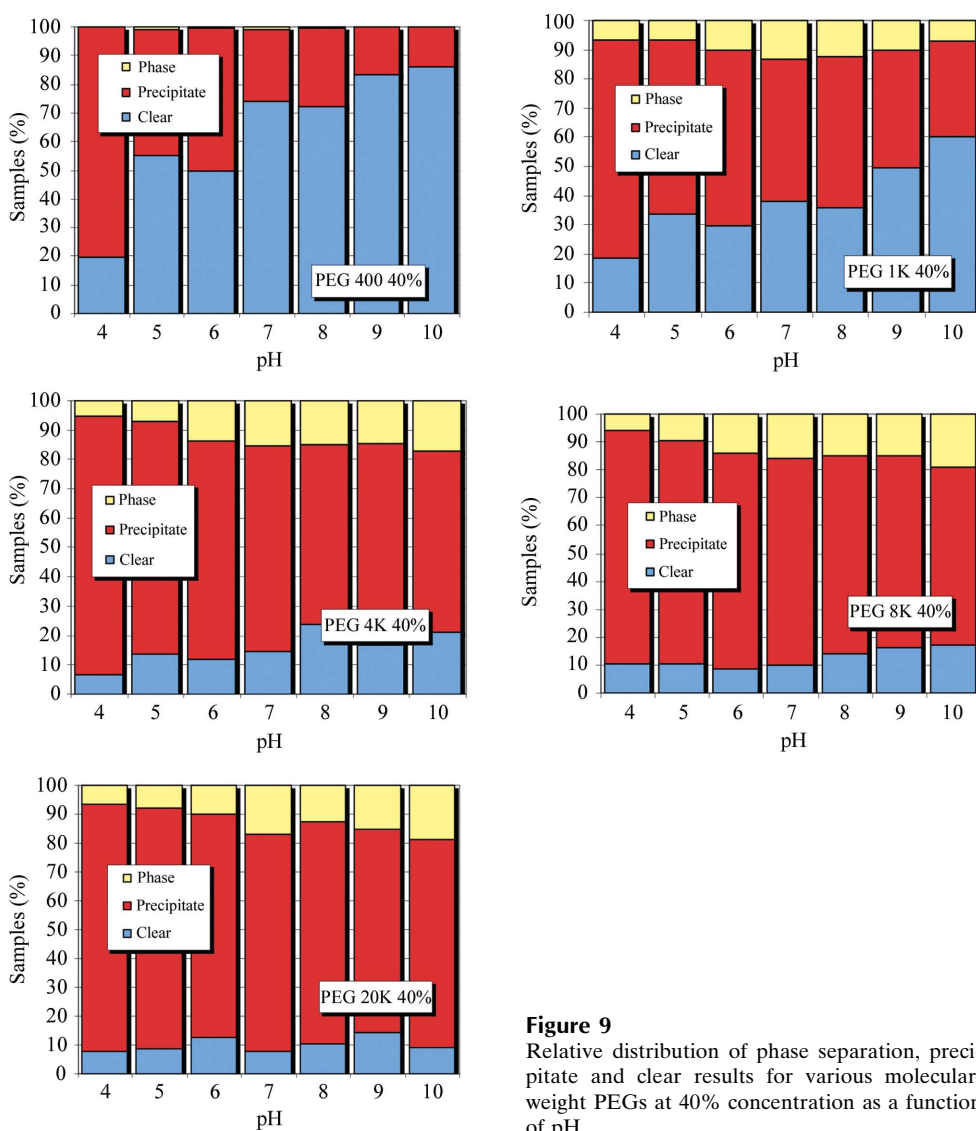 100
90
80
70
60
50
40
30
20
10
0
Samples (%)
Phase
Precipitate
Clear
PEG 400 40%
4 5 6 7 8 9 10
pH
100
90
80
70
60
50
40
30
20
10
0
Samples (%)
Phase
Precipitate
Clear
PEG 1K 40%
4 5 6 7 8 9 10
pH
100
90
80
70
60
50
40
30
20
10
0
Samples (%)
Phase
Precipitate
Clear
PEG 4K 40%
4 5 6 7 8 9 10
pH
100
90
80
70
60
50
40
30
20
10
0
Samples (%)
Phase
Precipitate
Clear
PEG 8K 40%
4 5 6 7 8 9 10
pH
100
90
80
70
60
50
40
30
20
10
0
Samples (%)
Phase
Precipitate
Clear
PEG 20K 40%
4 5 6 7 8 9 10
pH
Figure 9
Relative distribution of phase separation, preci-
pitate and clear results for various molecular-
weight PEGs at 40% concentration as a function
of pH